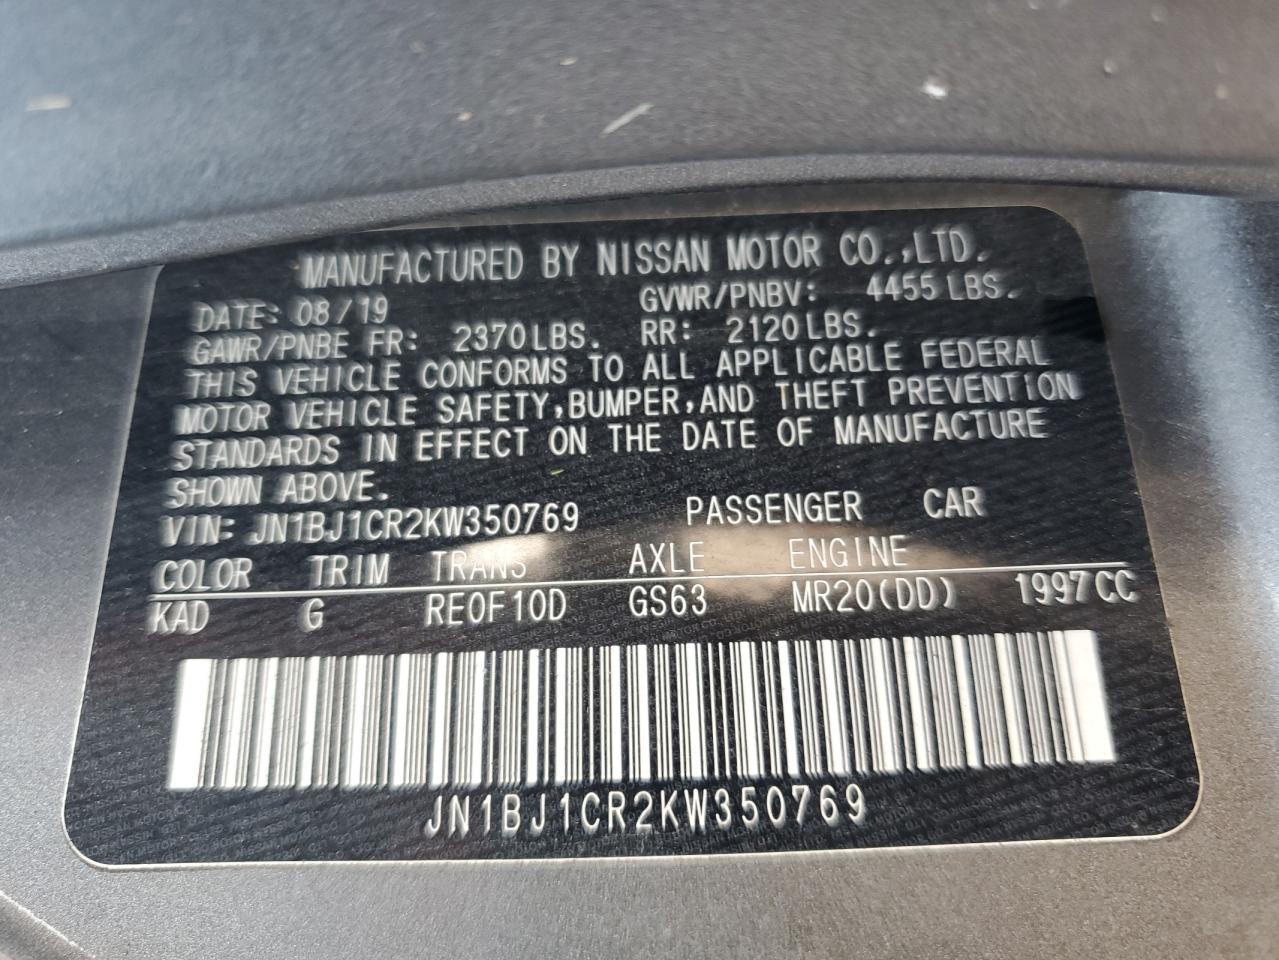 MANUFACTURED BY NISSAN MOTOR CO.,LTD.
DATE: 08/19 GVWR/PNBV: 4455 LBS.
GAWR/PNBE FR: 2370 LBS. RR: 2120 LBS.
THIS VEHICLE CONFORMS TO ALL APPLICABLE FEDERAL
MOTOR VEHICLE SAFETY,BUMPER,AND THEFT PREVENTION
STANDARDS IN EFFECT ON THE DATE OF MANUFACTURE
SHOWN ABOVE.
VIN: JN1BJ1CR2KW350769 PASSENGER CAR
COLOR TRIM TRANS AXLE ENGINE
KAD G RE0F10D GS63 MR20(DD) 1997CC
JN1BJ1CR2KW350769